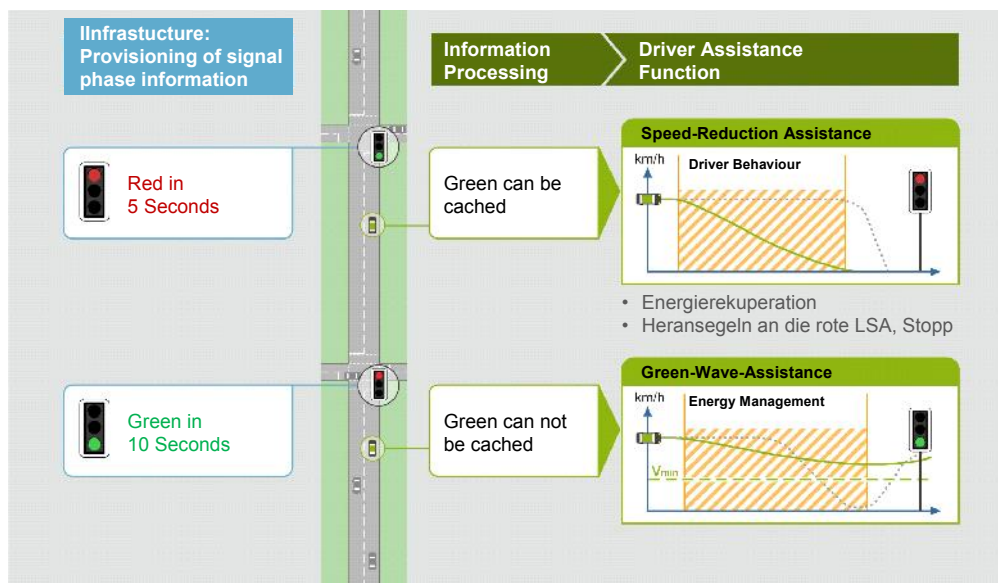 IInfrastucture:
Provisioning of signal
phase information
Information
Processing
Driver Assistance
Function
Red in
5 Seconds
Green can be
cached
Speed-Reduction Assistance
km/h
Driver Behaviour
• Energierekuperation
• Heransegeln an die rote LSA, Stopp
Green in
10 Seconds
Green can not
be cached
Green-Wave-Assistance
km/h
Energy Management
Vmin